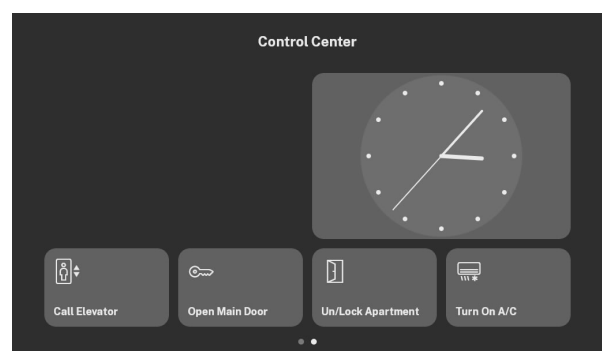 Control Center
Call Elevator
Open Main Door
Un/Lock Apartment
Turn On A/C